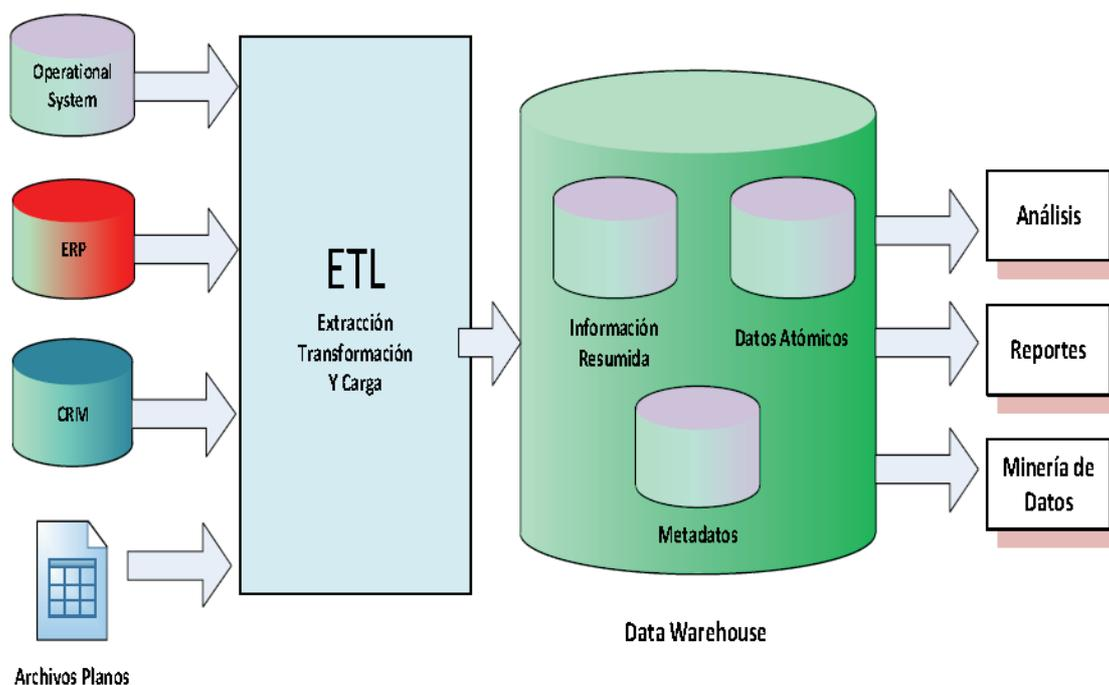 Operational
System
ERP
CRM
Archivos Planos
ETL
Extracción
Transformación
Y Carga
Información
Resumida
Datos Atómicos
Metadatos
Data Warehouse
Análisis
Reportes
Minería de
Datos